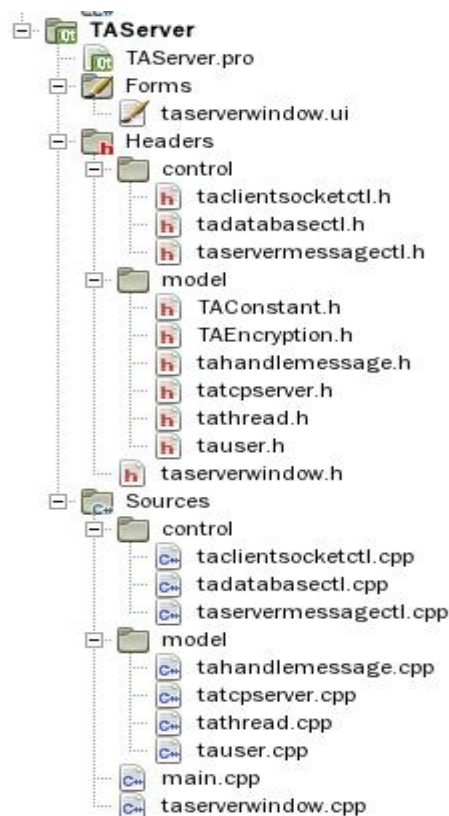 TAServer
TAServer.pro
Forms
taserverwindow.ui
Headers
control
taclientsocketctl.h
tadatabasectl.h
taservermessagectl.h
model
TAConstant.h
TAEncryption.h
tahandlemessage.h
tatcpserver.h
tathread.h
tauser.h
taserverwindow.h
Sources
control
taclientsocketctl.cpp
tadatabasectl.cpp
taservermessagectl.cpp
model
tahandlemessage.cpp
tatcpserver.cpp
tathread.cpp
tauser.cpp
main.cpp
taserverwindow.cpp